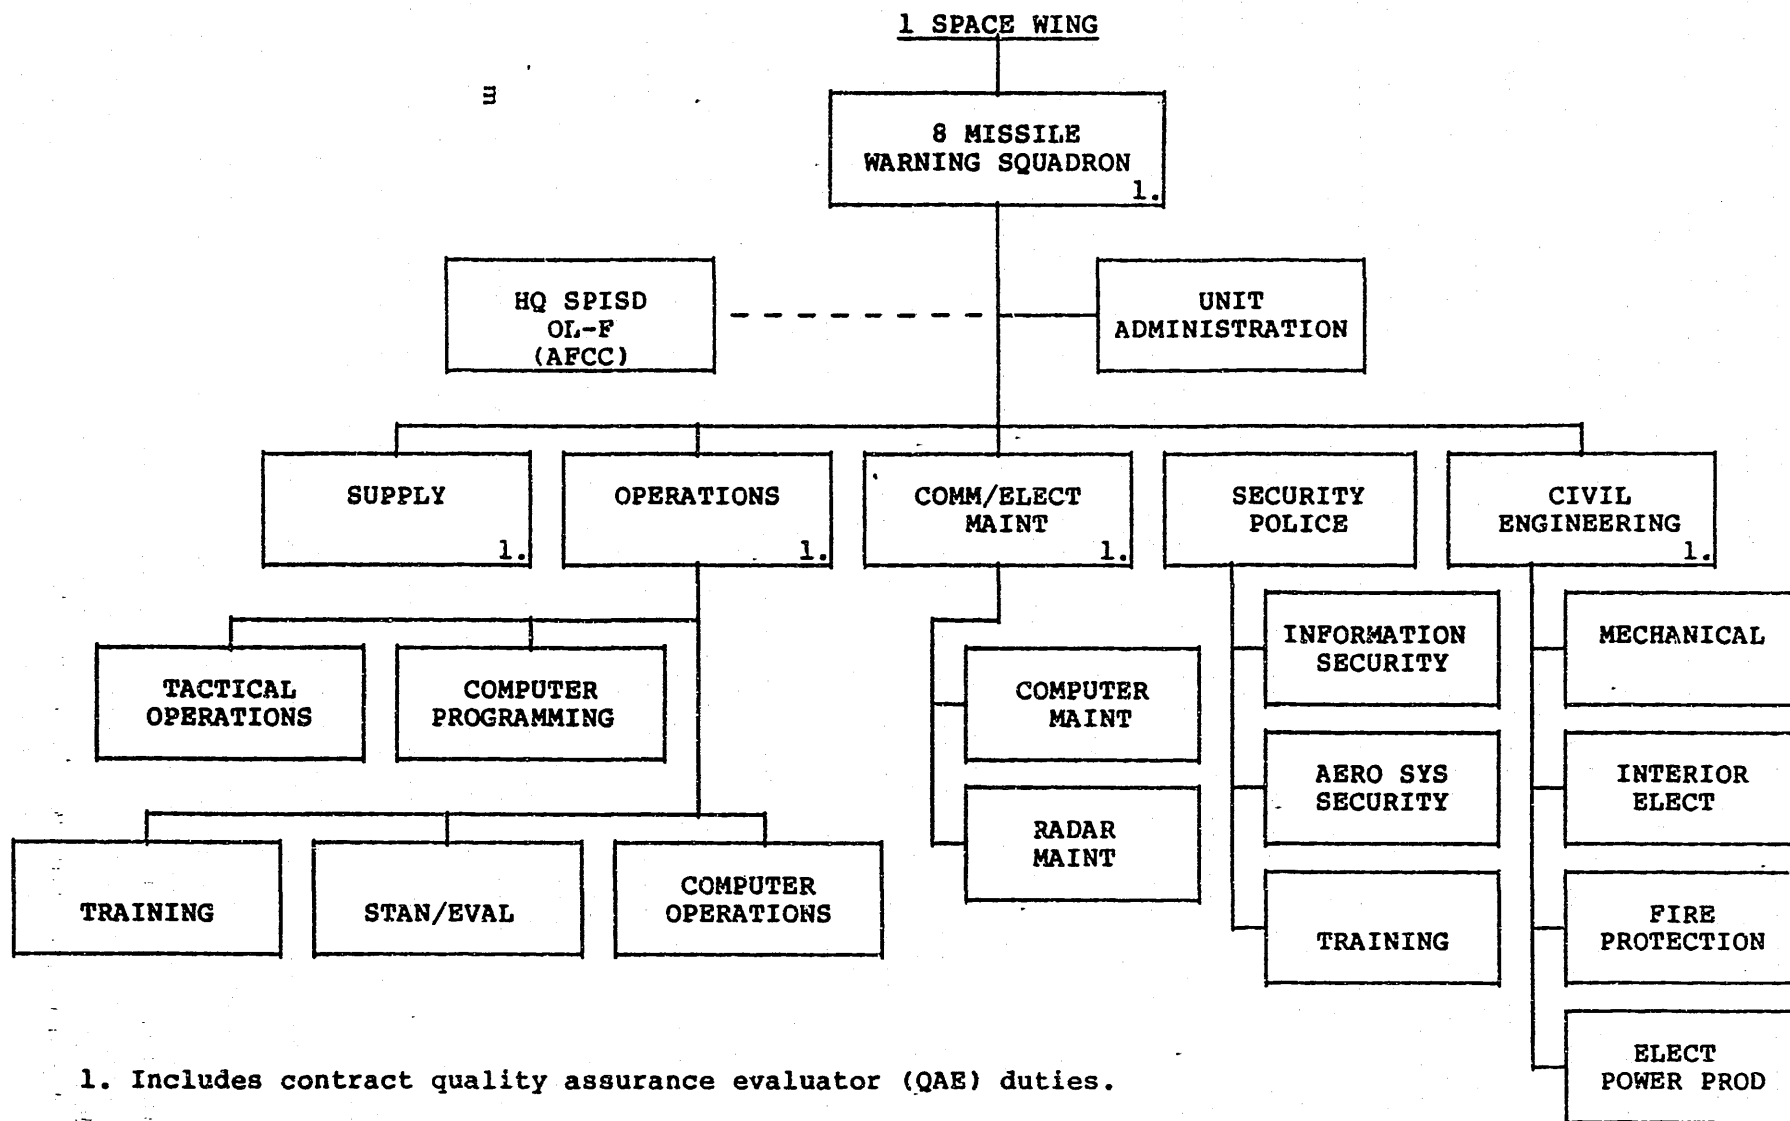 1 SPACE WING
8 MISSILE
WARNING SQUADRON
1.
HQ SPISD
OL-F
(AFCC)
UNIT
ADMINISTRATION
SUPPLY
1.
OPERATIONS
1.
COMM/ELECT
MAINT
1.
SECURITY
POLICE
CIVIL
ENGINEERING
1.
TACTICAL
OPERATIONS
COMPUTER
PROGRAMMING
TRAINING
STAN/EVAL
COMPUTER
OPERATIONS
COMPUTER
MAINT
RADAR
MAINT
INFORMATION
SECURITY
AERO SYS
SECURITY
TRAINING
MECHANICAL
INTERIOR
ELECT
FIRE
PROTECTION
ELECT
POWER PROD
1. Includes contract quality assurance evaluator (QAE) duties.